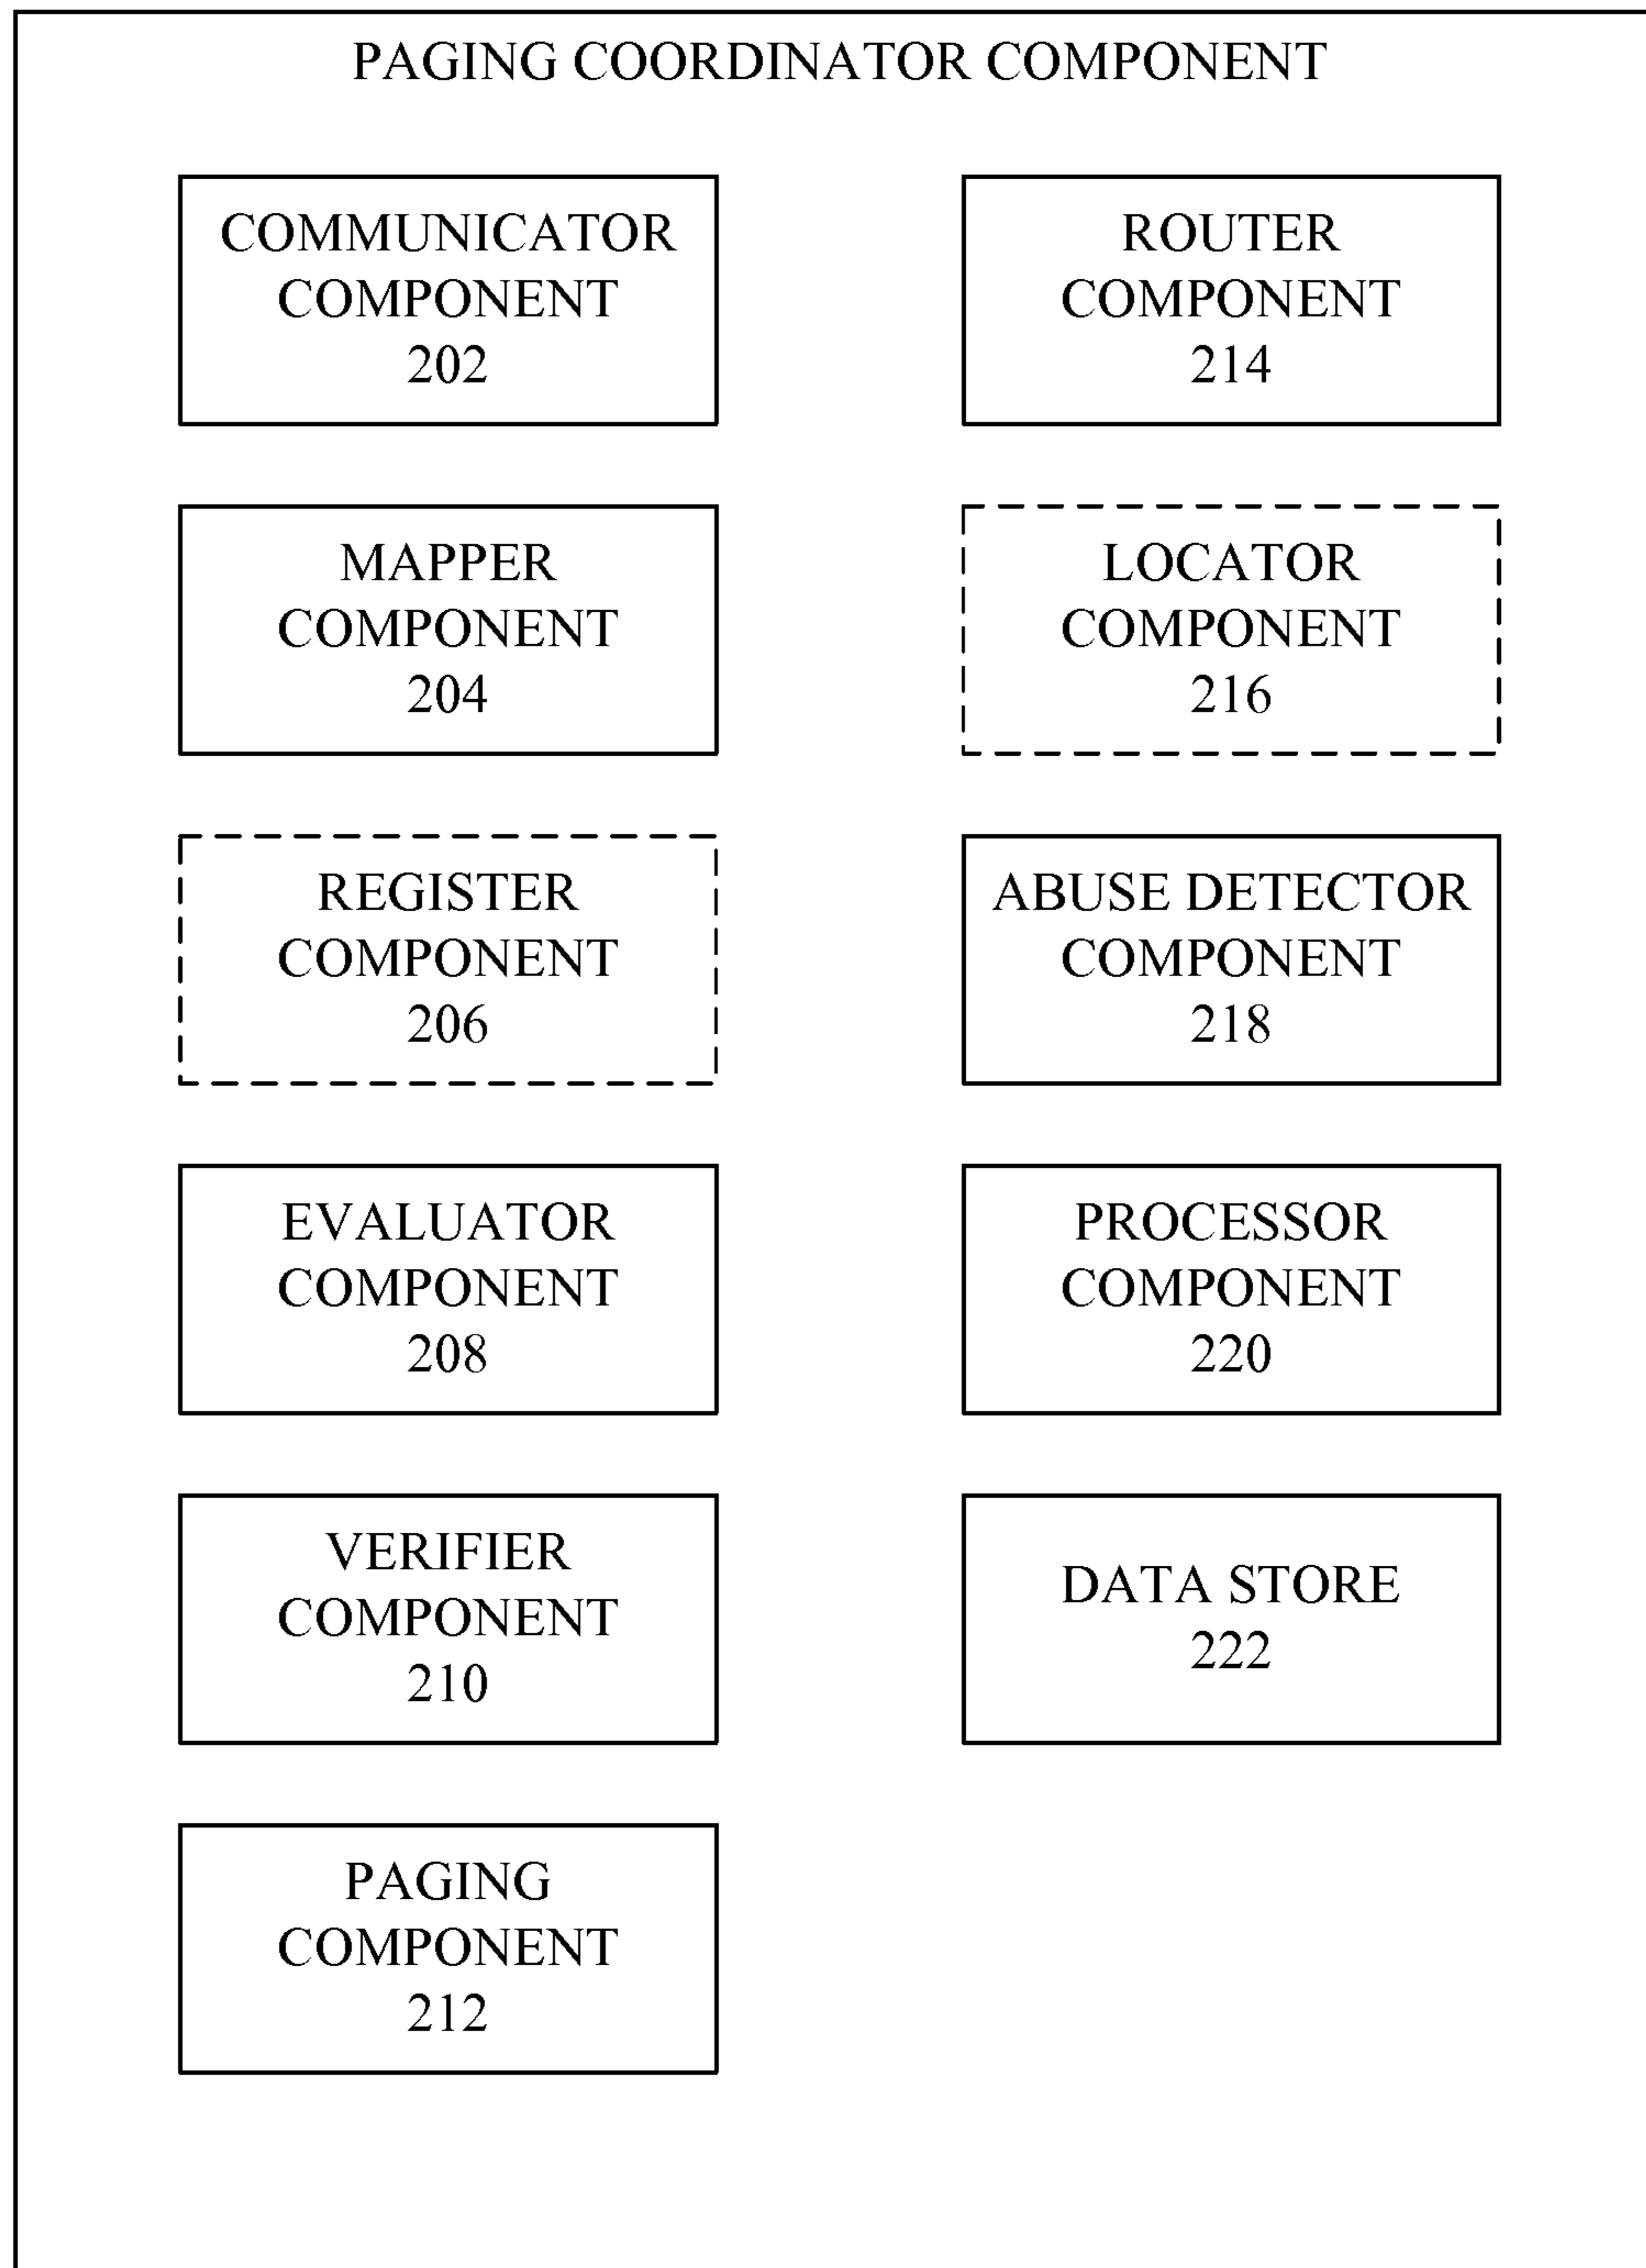 PAGING COORDINATOR COMPONENT
COMMUNICATOR
COMPONENT
202
MAPPER
COMPONENT
204
REGISTER
COMPONENT
206
EVALUATOR
COMPONENT
208
VERIFIER
COMPONENT
210
PAGING
COMPONENT
212
ROUTER
COMPONENT
214
LOCATOR
COMPONENT
216
ABUSE DETECTOR
COMPONENT
218
PROCESSOR
COMPONENT
220
DATA STORE
222